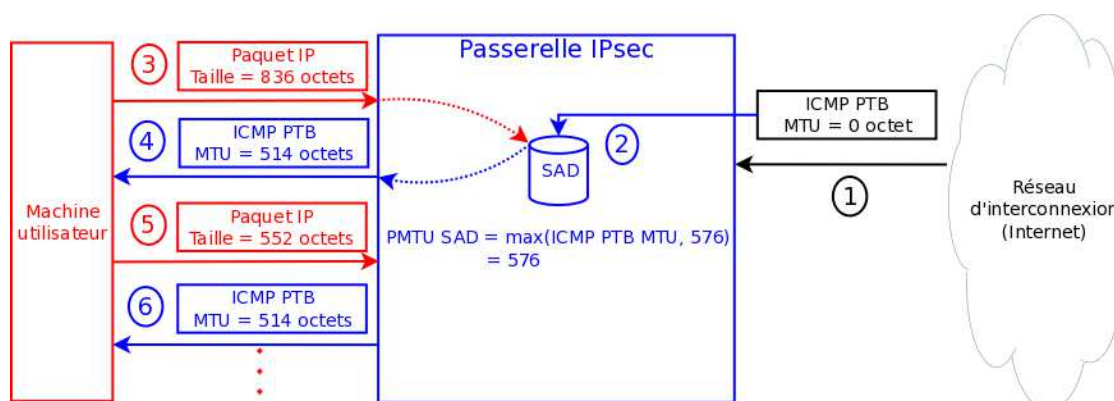 Passerelle IPsec
3
Paquet IP
Taille = 836 octets
4
ICMP PTB
MTU = 514 octets
2
ICMP PTB
MTU = 0 octet
SAD
1
Machine
utilisateur
5
Paquet IP
Taille = 552 octets
PMTU SAD = max(ICMP PTB MTU, 576)
= 576
Réseau
d'interconnexion
(Internet)
6
ICMP PTB
MTU = 514 octets